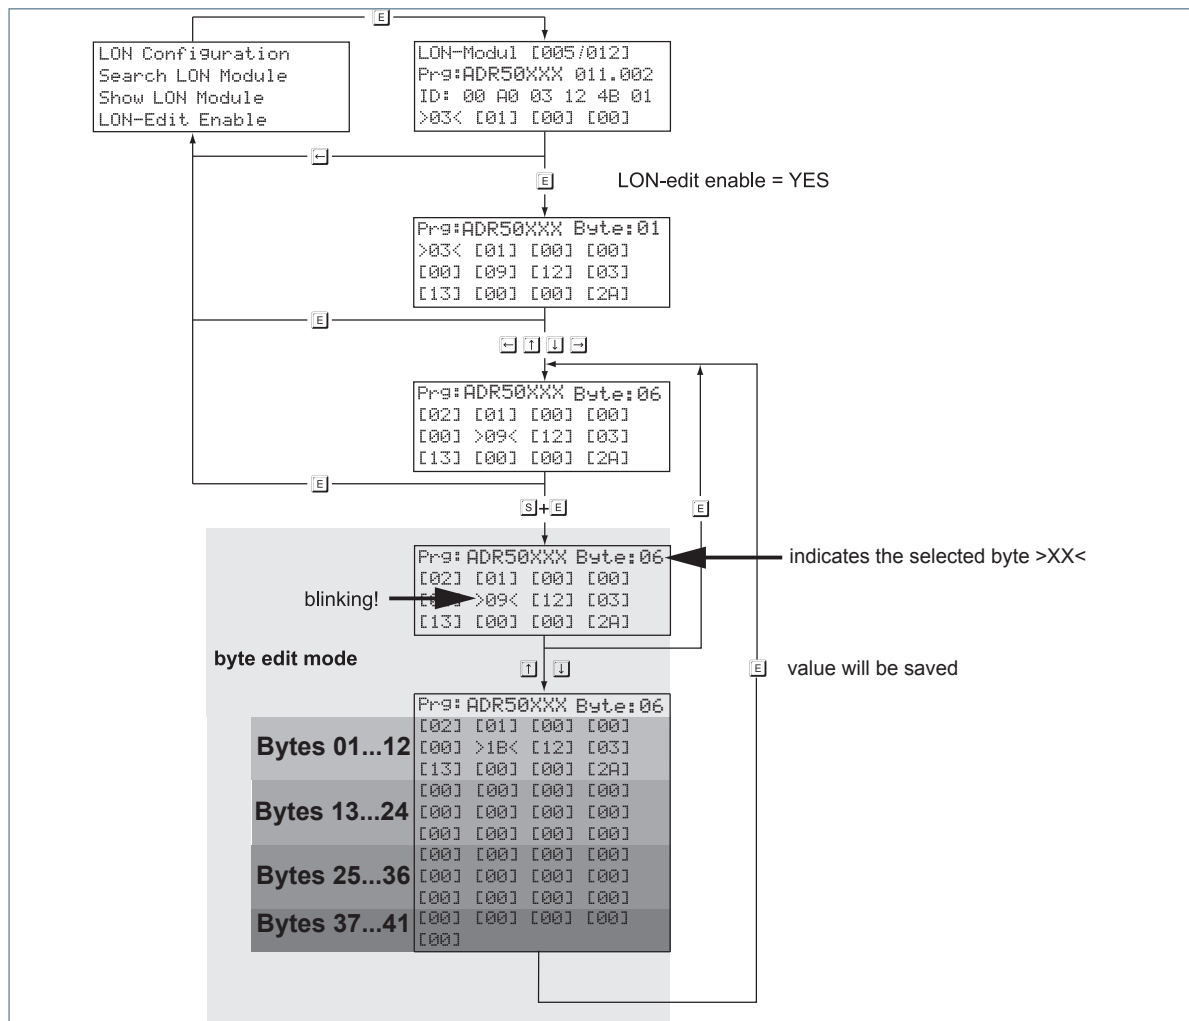 E
LON Configuration
Search LON Module
Show LON Module
LON-Edit Enable
LON-Modul [005/012]
Prg:ADR50XXX 011.002
ID: 00 A0 03 12 4B 01
>03< [01] [00] [00]
←
E
LON-edit enable = YES
Prg:ADR50XXX Byte:01
>03< [01] [00] [00]
[00] [09] [12] [03]
[13] [00] [00] [2A]
E
← ↑ ↓ →
Prg:ADR50XXX Byte:06
[02] [01] [00] [00]
[00] >09< [12] [03]
[13] [00] [00] [2A]
E
S+E
E
Prg:ADR50XXX Byte:06
[02] [01] [00] [00]
>09< [12] [03]
[13] [00] [00] [2A]
indicates the selected byte >XX<
blinking!
byte edit mode
↑ ↓
E value will be saved
Prg:ADR50XXX Byte:06
Bytes 01...12
[02] [01] [00] [00]
[00] >1B< [12] [03]
[13] [00] [00] [2A]
Bytes 13...24
[00] [00] [00] [00]
[00] [00] [00] [00]
[00] [00] [00] [00]
Bytes 25...36
[00] [00] [00] [00]
[00] [00] [00] [00]
[00] [00] [00] [00]
Bytes 37...41
[00] [00] [00] [00]
[00]